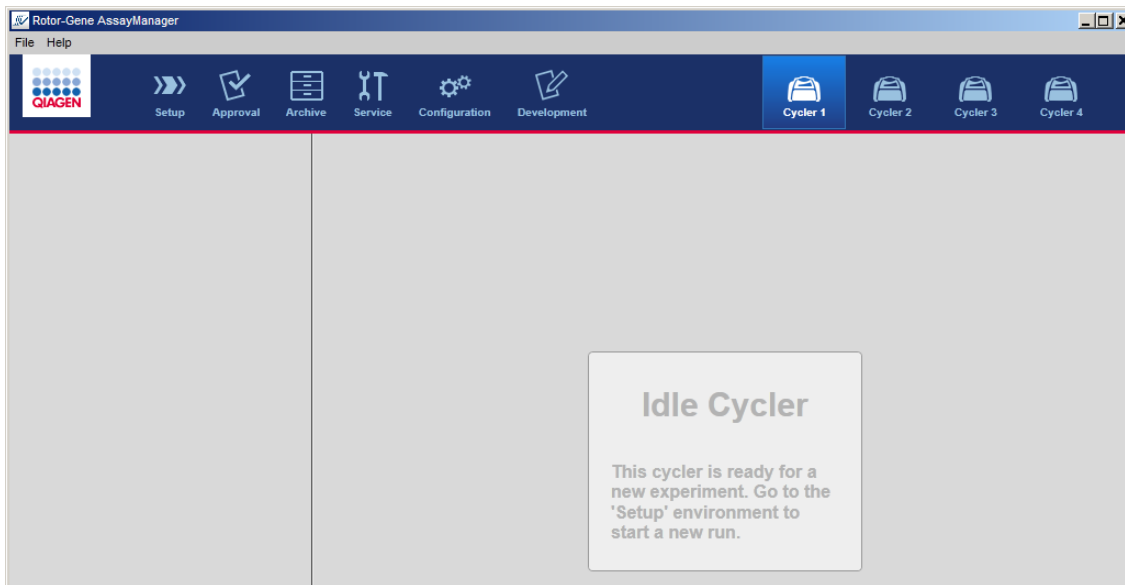 Rotor-Gene AssayManager
File Help
QIAGEN
Setup Approval Archive Service Configuration Development Cycler 1 Cycler 2 Cycler 3 Cycler 4
Idle Cycler
This cycler is ready for a
new experiment. Go to the
'Setup' environment to
start a new run.